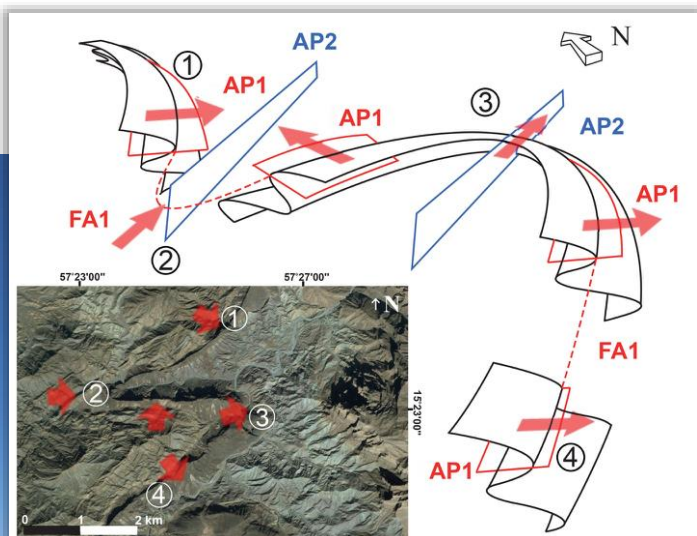 AP2
N
①
③
AP1
AP1
AP2
AP1
FA1
②
57°23'00"
57°27'00"
↑N
①
FA1
②
③
15°23'00"
④
④
AP1
0 1 2 km